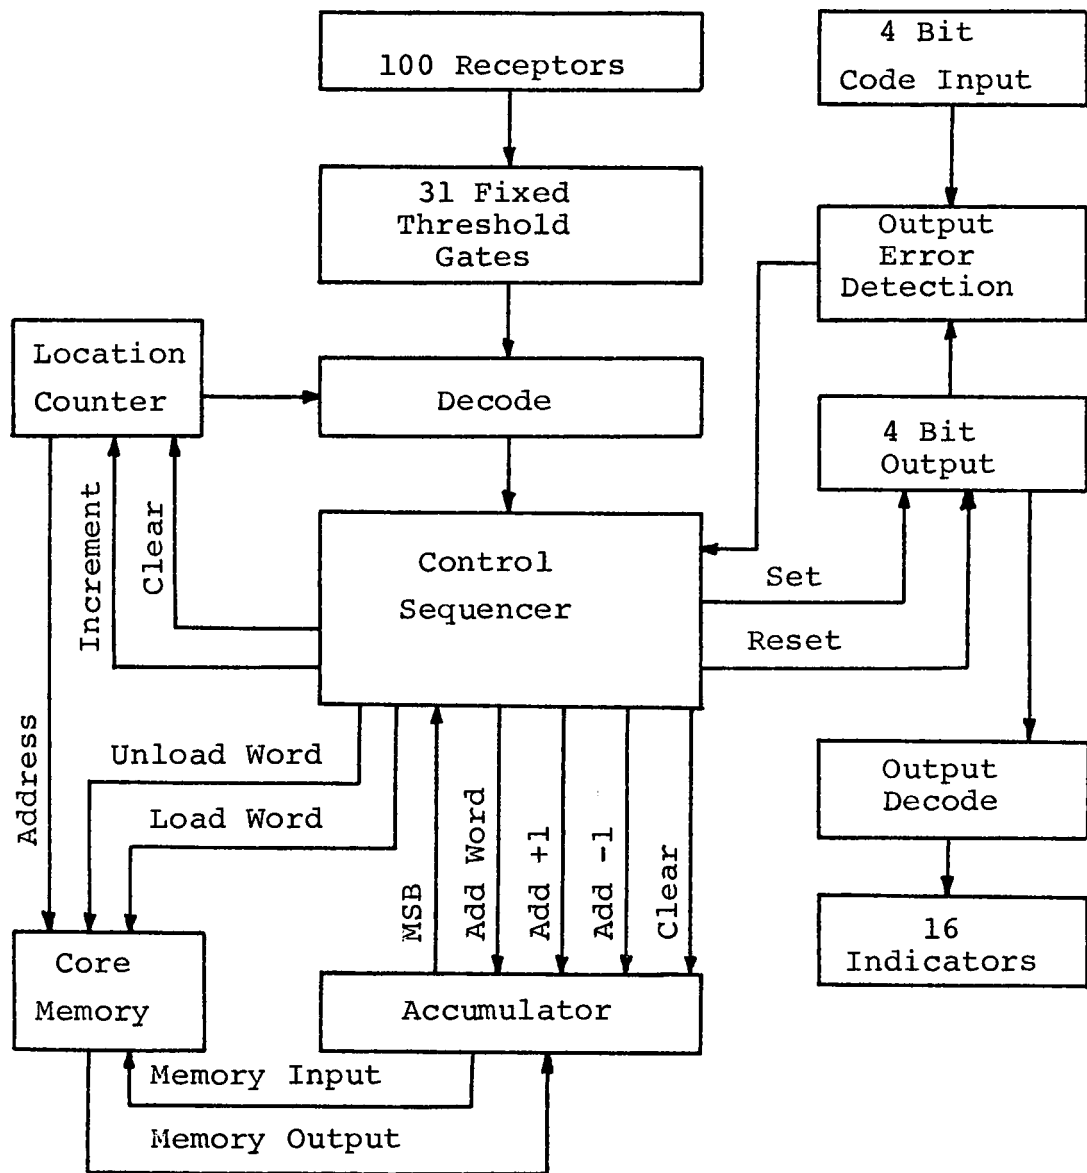 100 Receptors
4 Bit
Code Input
31 Fixed
Threshold
Gates
Output
Error
Detection
Location
Counter
Decode
4 Bit
Output
Increment
Clear
Control
Sequencer
Set
Reset
Address
Unload Word
Load Word
MSB
Add Word
Add +1
Add -1
Clear
Output
Decode
16
Indicators
Core
Memory
Accumulator
Memory Input
Memory Output